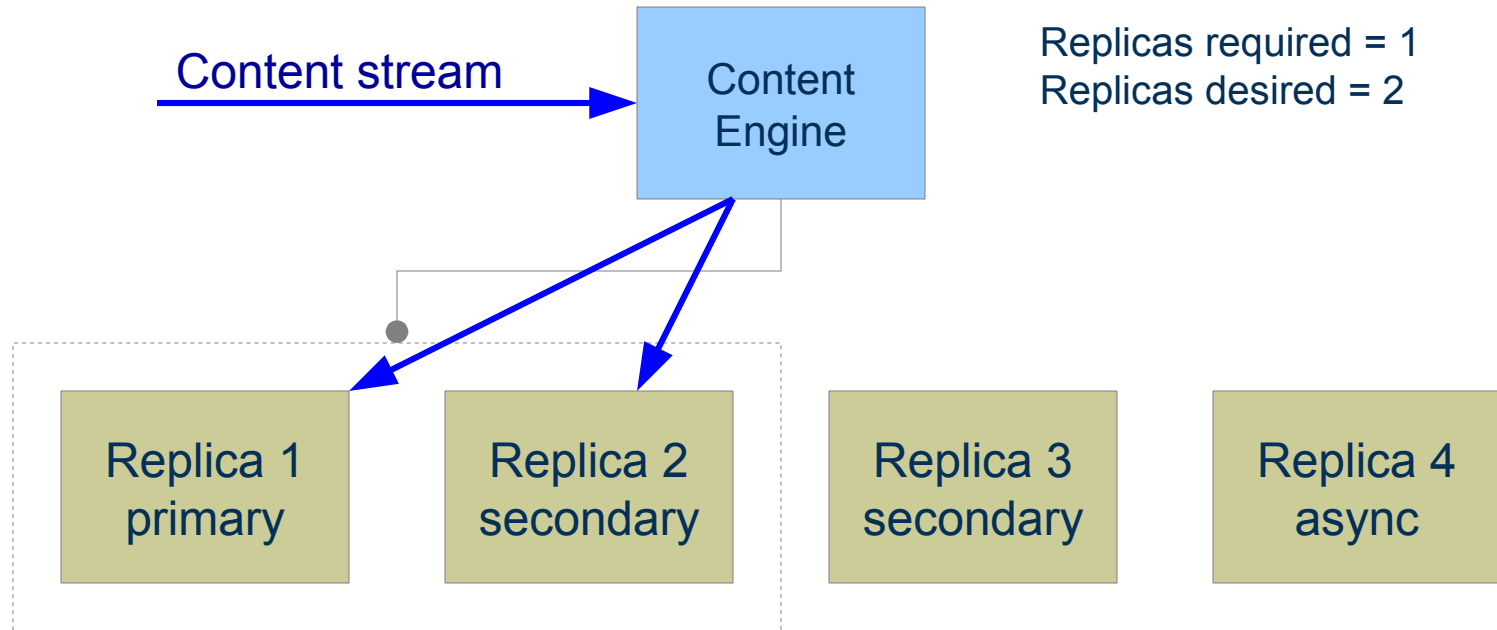 Content stream
Content
Engine
Replicas required = 1
Replicas desired = 2
Replica 1
primary
Replica 2
secondary
Replica 3
secondary
Replica 4
async